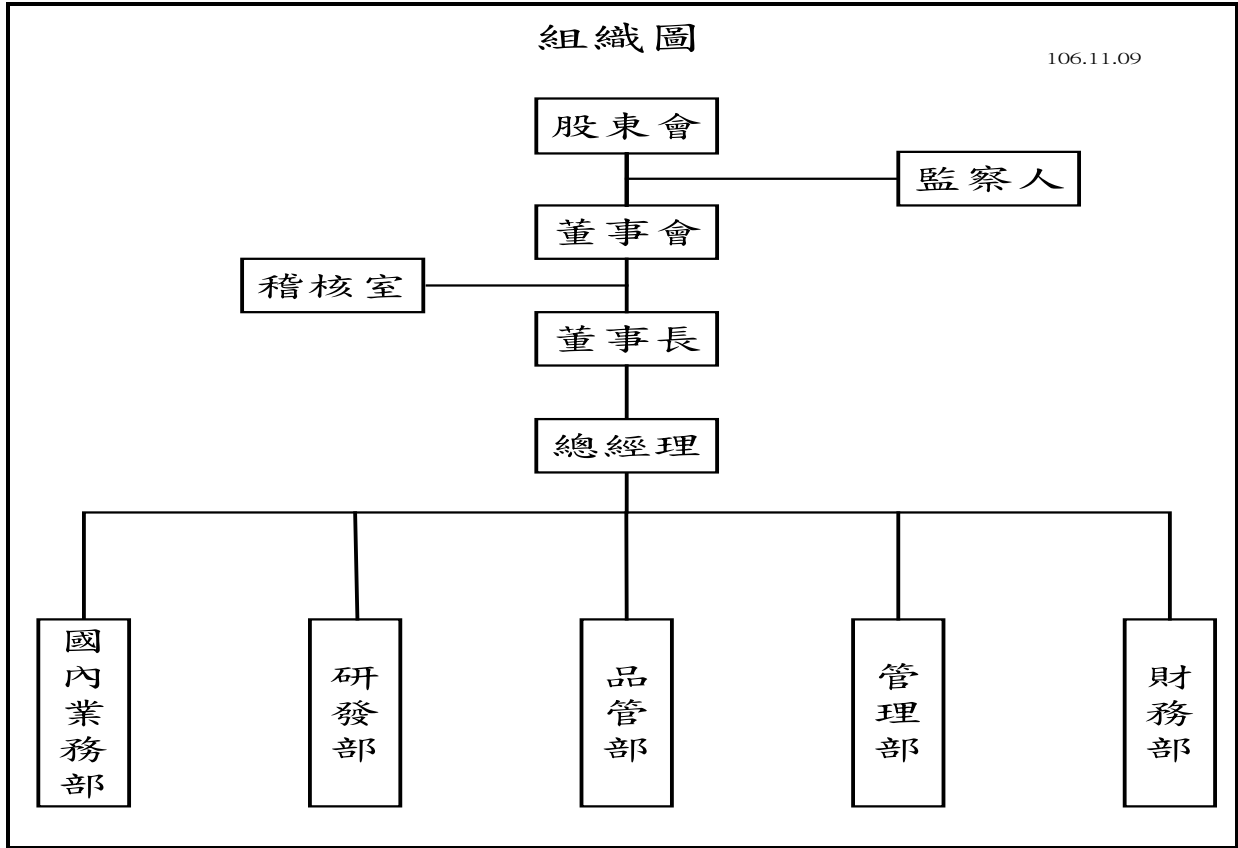 組織圖
106.11.09
股東會
監察人
董事會
稽核室
董事長
總經理
國內業務部
研發部
品管部
管理部
財務部